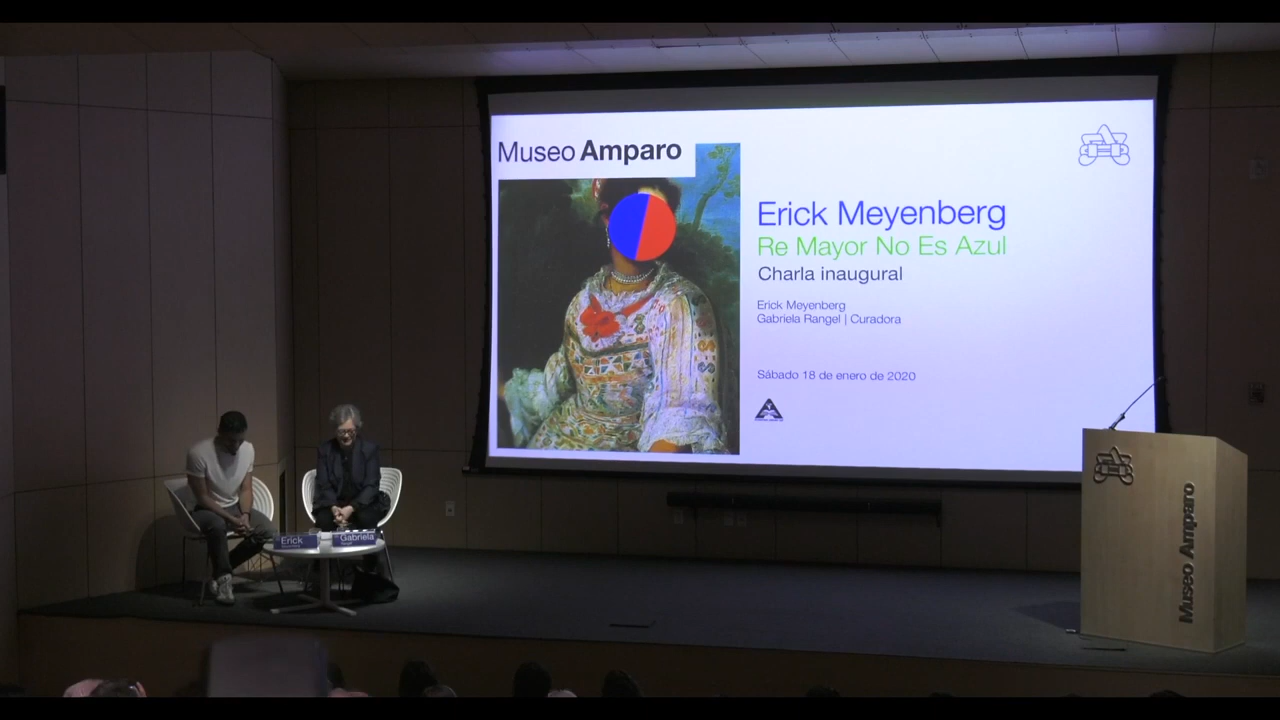 Museo Amparo
Erick Meyenberg
Re Mayor No Es Azul
Charla inaugural
Erick Meyenberg
Gabriela Rangel | Curadora
Sábado 18 de enero de 2020
Erick
Gabriela
Rangel
Museo Amparo